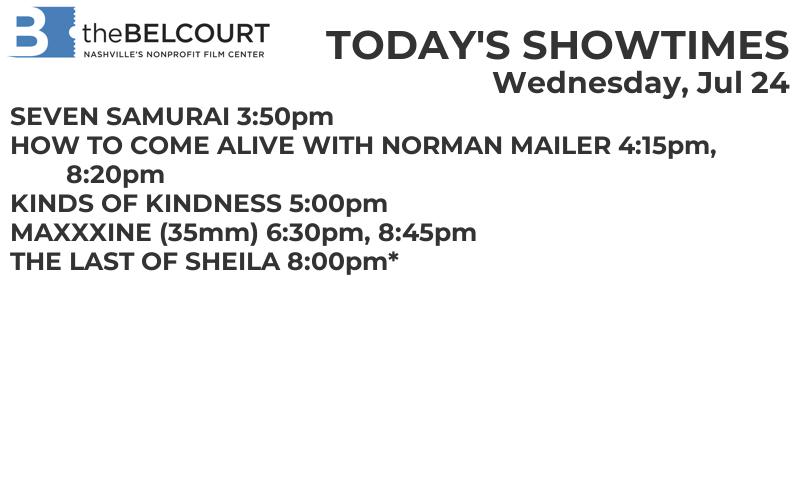 B theBELCOURT
NASHVILLE'S NONPROFIT FILM CENTER
TODAY'S SHOWTIMES
Wednesday, Jul 24
SEVEN SAMURAI 3:50pm
HOW TO COME ALIVE WITH NORMAN MAILER 4:15pm,
8:20pm
KINDS OF KINDNESS 5:00pm
MAXXXINE (35mm) 6:30pm, 8:45pm
THE LAST OF SHEILA 8:00pm*